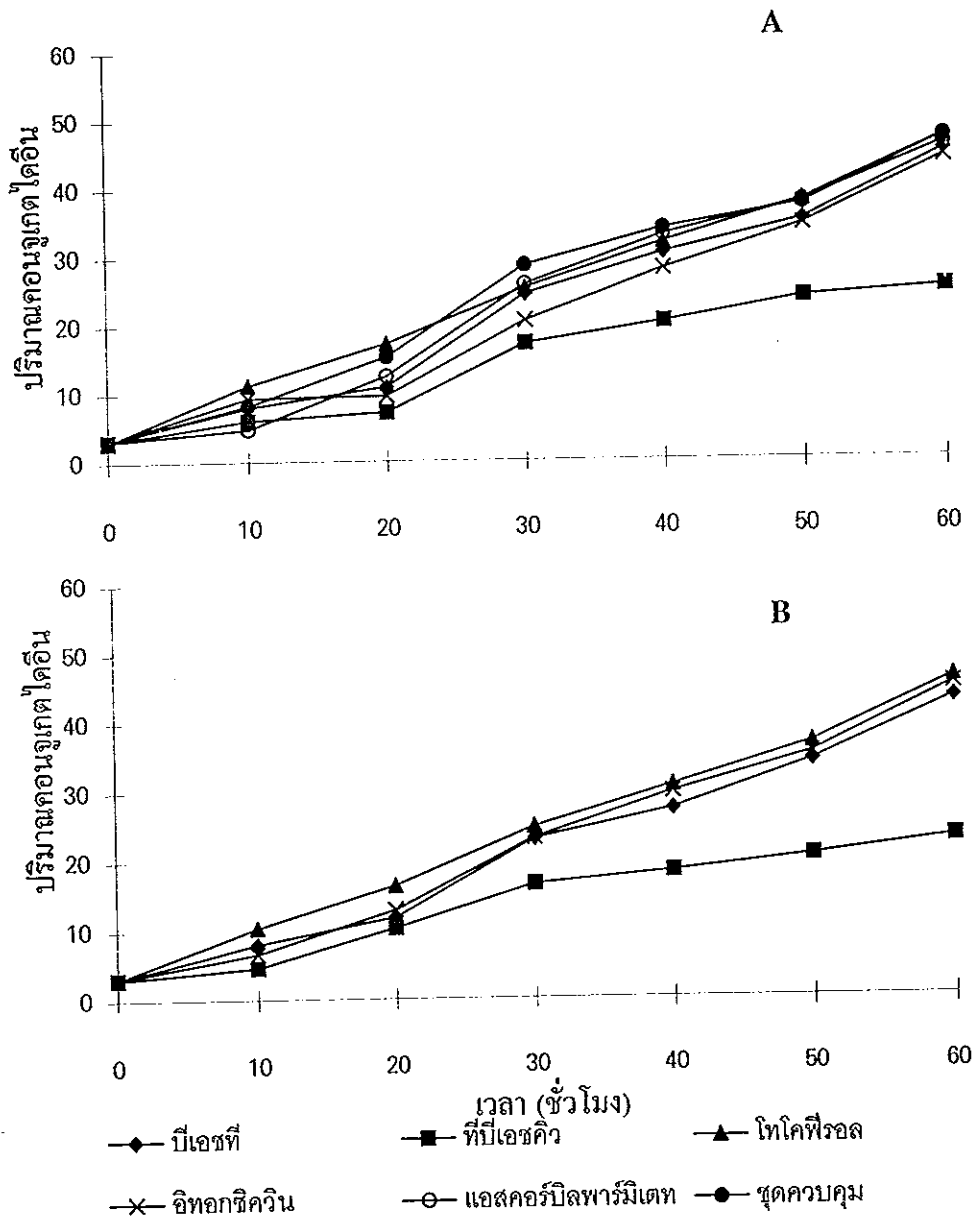 A
ปริมาณคอนจูเกตไดอีน
60
50
40
30
20
10
0
0 10 20 30 40 50 60
B
ปริมาณคอนจูเกตไดอีน
60
50
40
30
20
10
0
0 10 20 30 40 50 60
เวลา (ชั่วโมง)
บีเอชที ทีบีเอชคิว โทโคฟีรอล
อิทอกซิควิน แอสคอร์บิลพาร์มิเตท ชุดควบคุม